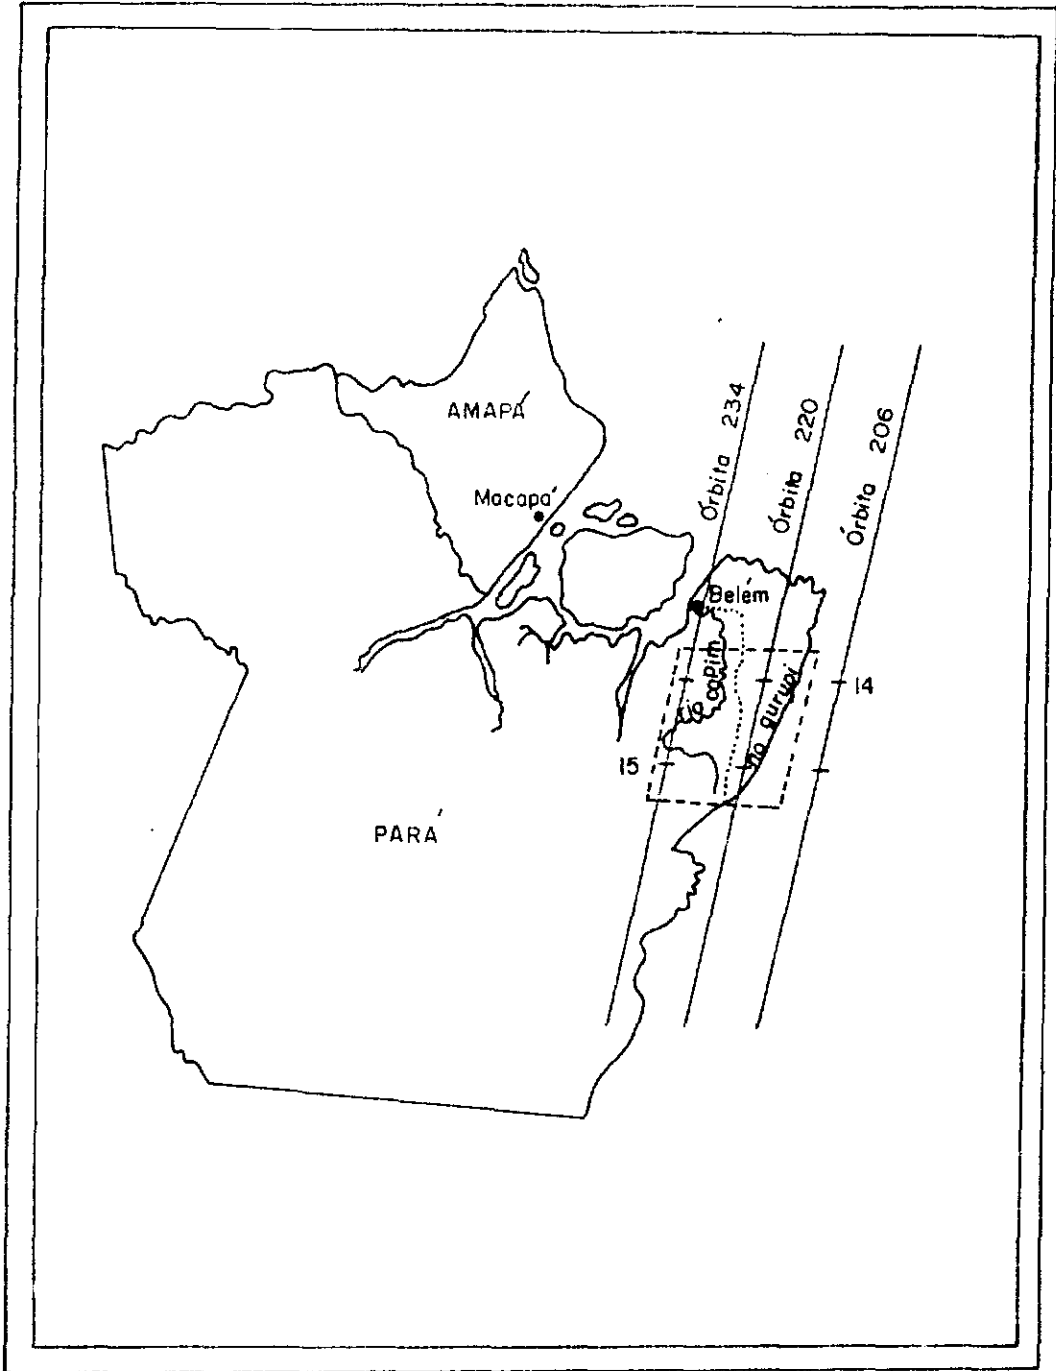 AMAPÁ
Macapá
Órbita 234
Órbita 220
Órbita 206
Belém
rio capim
rio gurupi
14
15
PARÁ